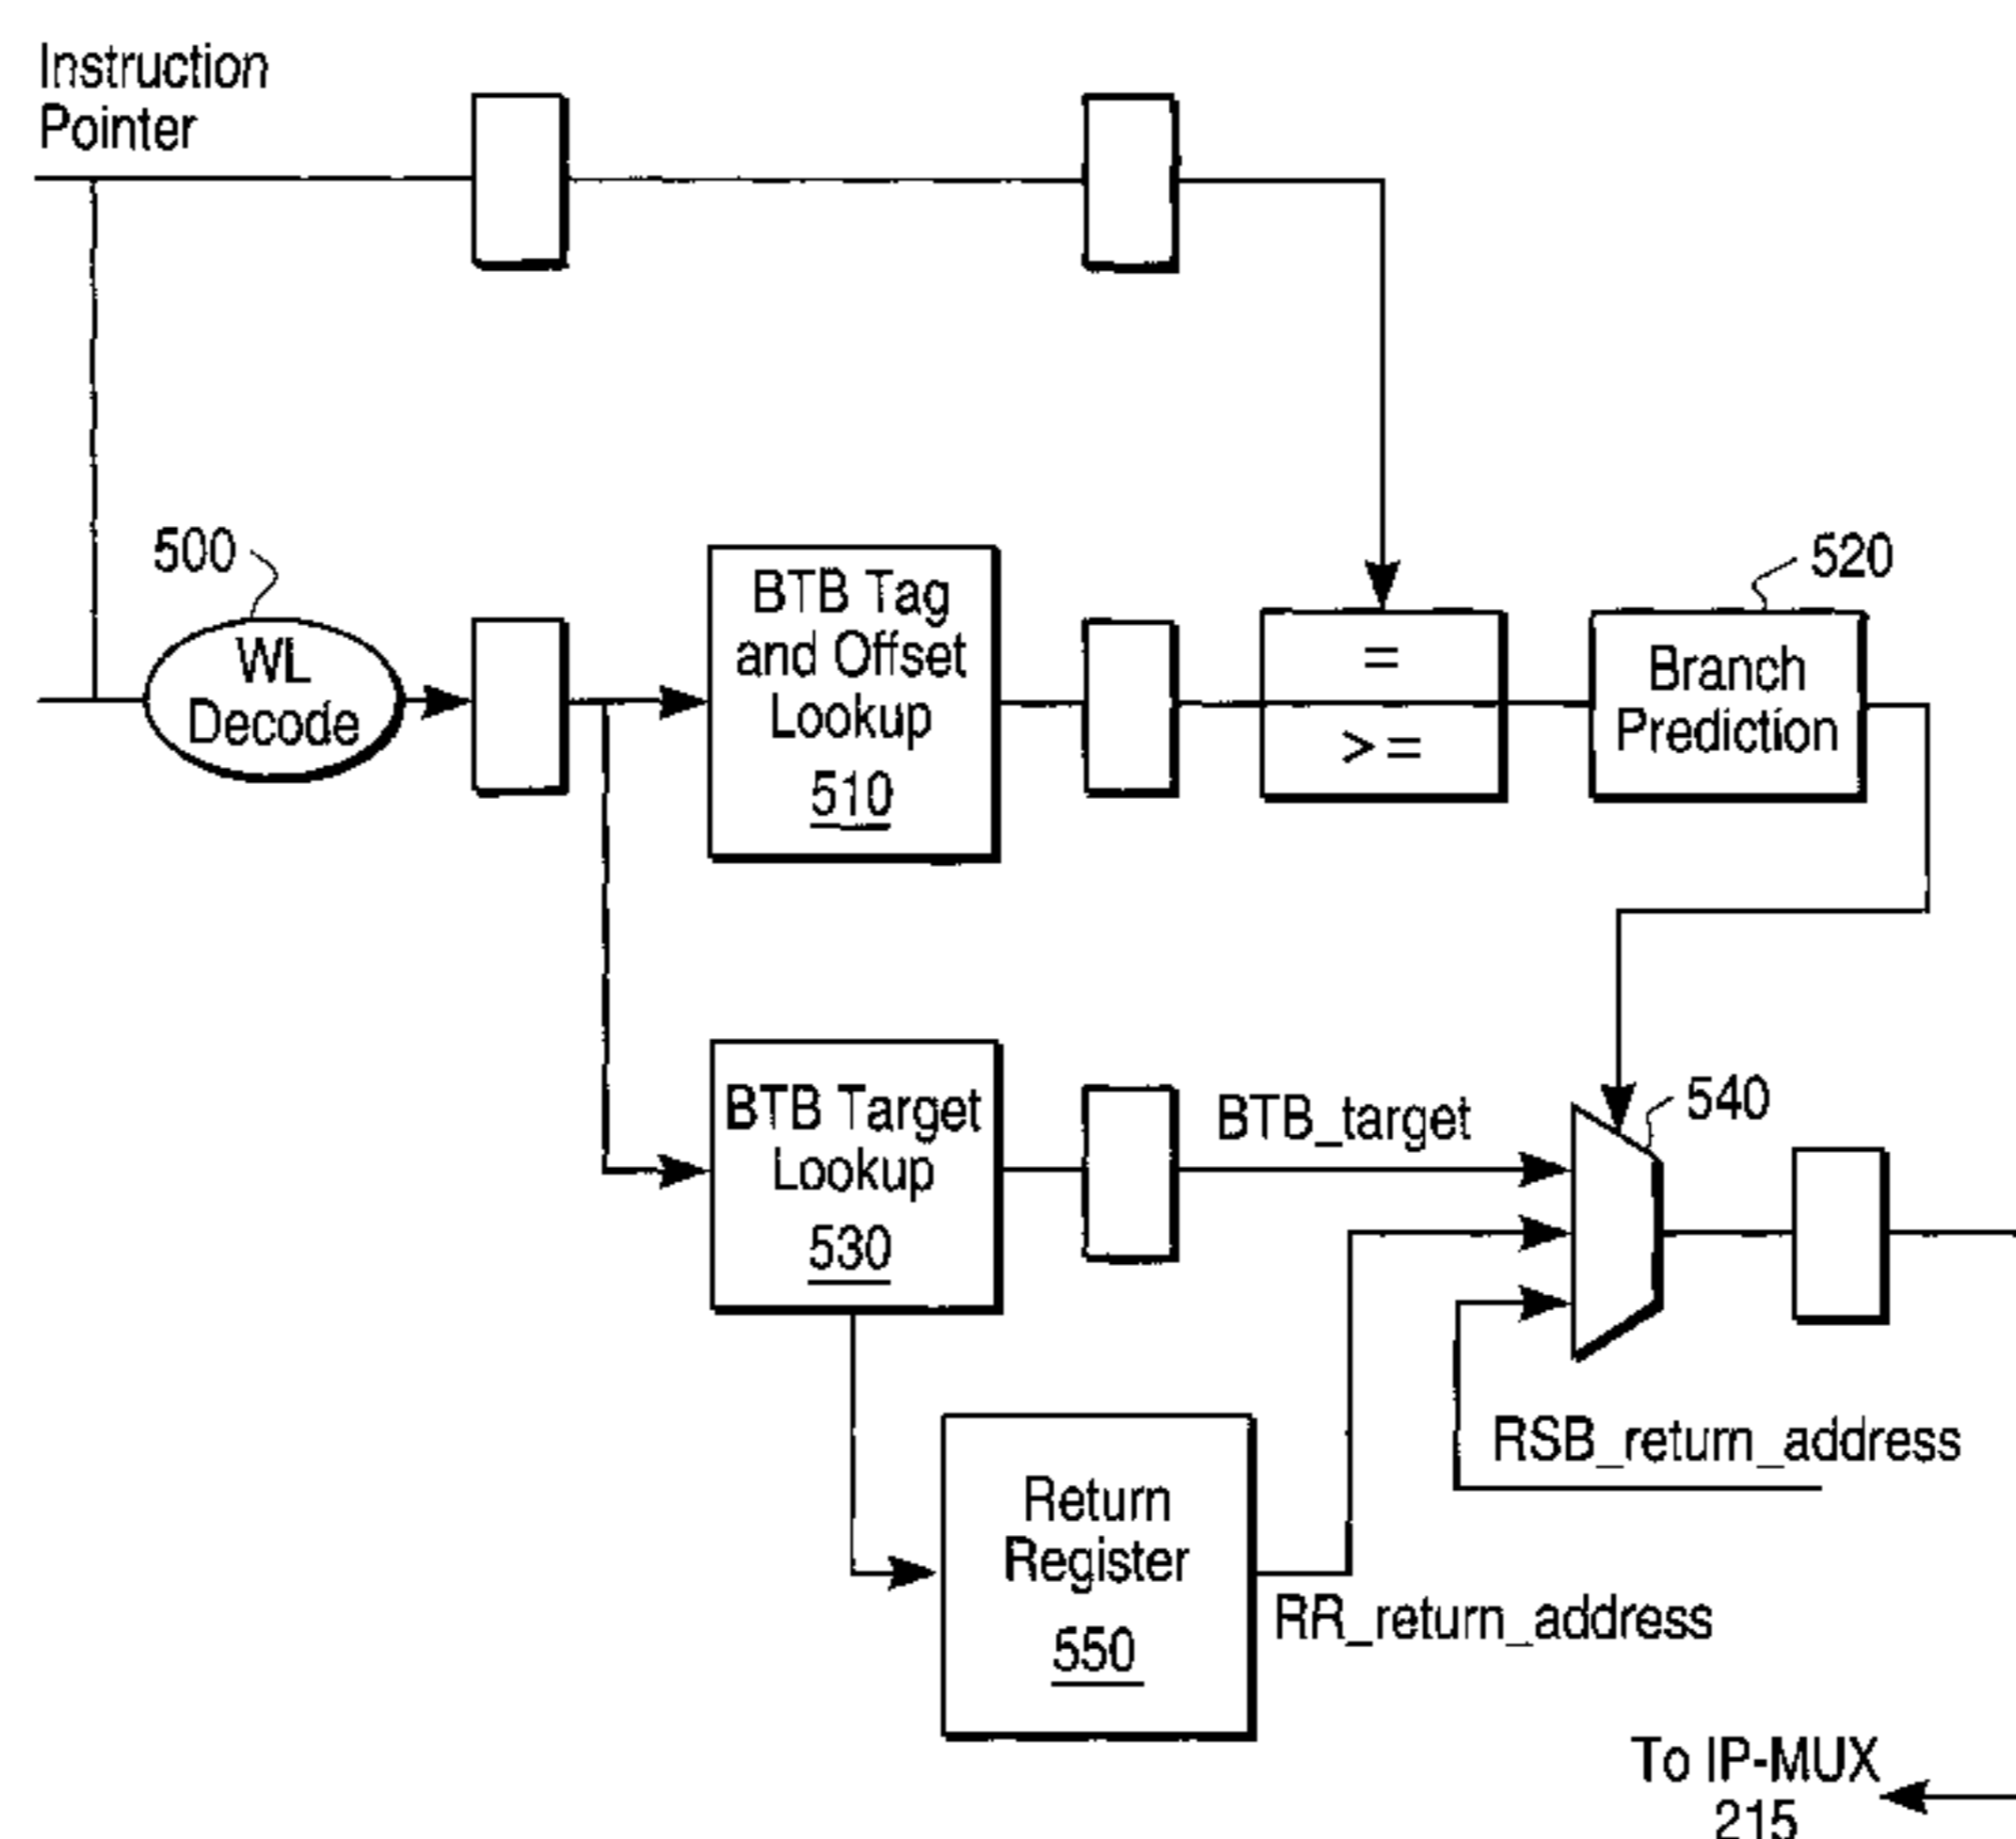 Instruction
Pointer
500
WL
Decode
BTB Tag
and Offset
Lookup
510
=
>=
520
Branch
Prediction
BTB Target
Lookup
530
BTB_target
540
RSB_return_address
Return
Register
550
RR_return_address
To IP-MUX
215